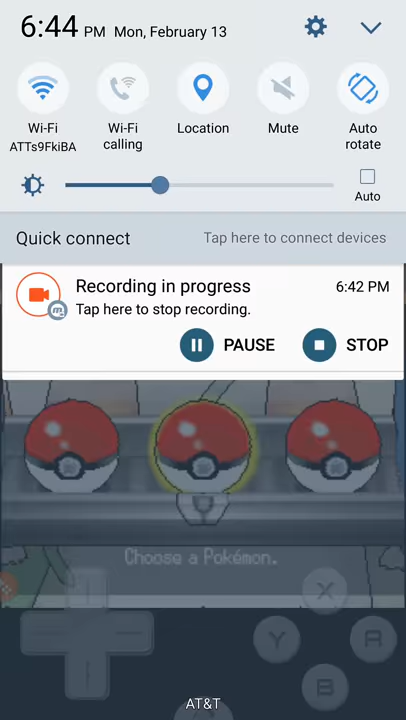 6:44 PM Mon, February 13
Wi-Fi
ATTs9FkiBA
Wi-Fi
calling
Location
Mute
Auto
rotate
Auto
Quick connect
Tap here to connect devices
Recording in progress
6:42 PM
Tap here to stop recording.
PAUSE
STOP
Choose a Pokémon.
X
Y
A
B
AT&T